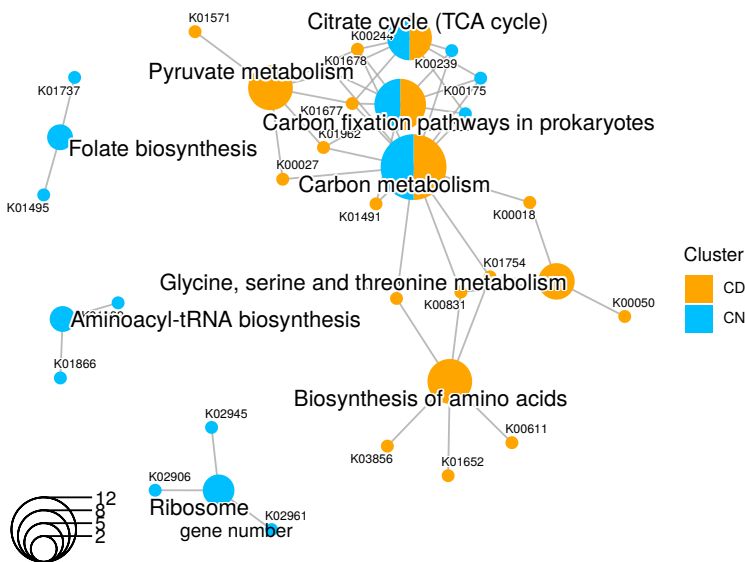 K01571
Citrate cycle (TCA cycle)
K00244
K01678
K00239
Pyruvate metabolism
K01737
K00175
K01677
Carbon fixation pathways in prokaryotes
K01962
Folate biosynthesis
K00027
Carbon metabolism
K01495
K01491
K00018
Cluster
K01754
Glycine, serine and threonine metabolism
CD
K00831
K00050
CN
Aminoacyl-tRNA biosynthesis
K01866
Biosynthesis of amino acids
K02945
K00611
K03856
K01652
K02906
12
8
Ribosome
K02961
5
gene number
2